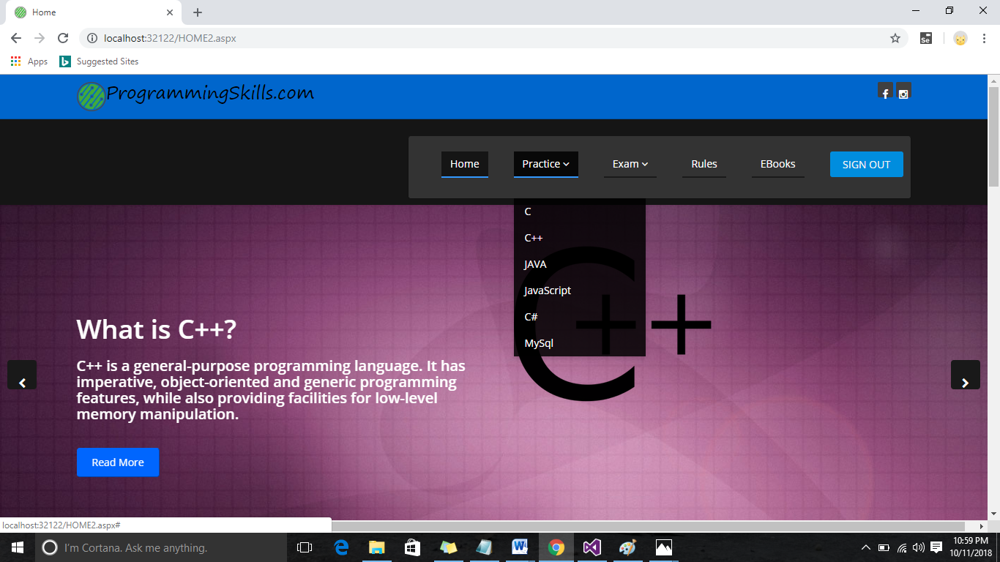 Home
localhost:32122/HOME2.aspx
Se
Apps
Suggested Sites
ProgrammingSkills.com
Home
Practice
Exam
Rules
EBooks
SIGN OUT
C
C++
JAVA
JavaScript
C#
MySql
C++
What is C++?
C++ is a general-purpose programming language. It has
imperative, object-oriented and generic programming
features, while also providing facilities for low-level
memory manipulation.
Read More
localhost:32122/HOME2.aspx#
I'm Cortana. Ask me anything.
10:59 PM
10/11/2018